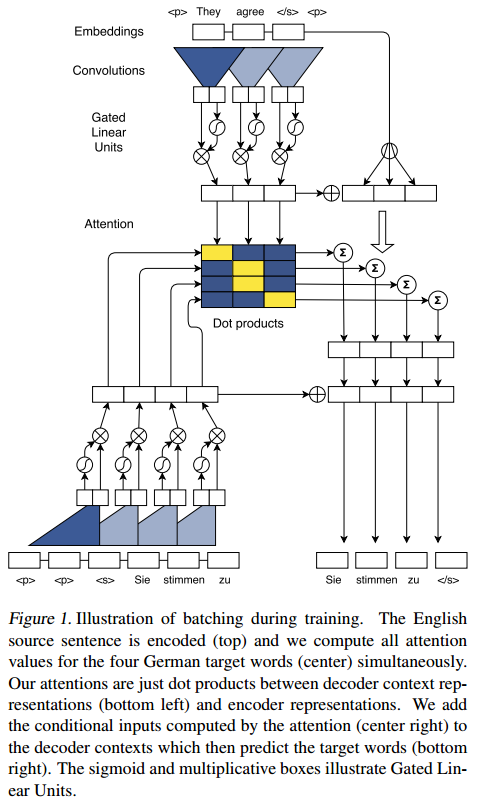 <p> They agree </s> <p>
Embeddings
Convolutions
Gated
Linear
Units
Attention
Σ
Σ
Σ
Σ
Dot products
<p> <p> <s> Sie stimmen zu
Sie stimmen zu </s>
Figure 1. Illustration of batching during training. The English
source sentence is encoded (top) and we compute all attention
values for the four German target words (center) simultaneously.
Our attentions are just dot products between decoder context rep-
resentations (bottom left) and encoder representations. We add
the conditional inputs computed by the attention (center right) to
the decoder contexts which then predict the target words (bottom
right). The sigmoid and multiplicative boxes illustrate Gated Lin-
ear Units.